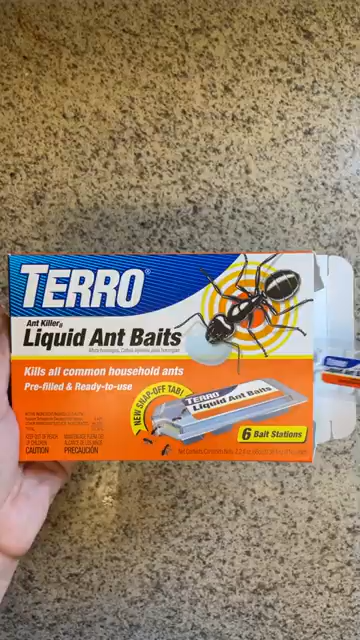 TERRO®
Ant Killer
Liquid Ant Baits
Kills all common household ants
Pre-filled & Ready-to-use
NEW SNAP-OFF TAB!
TERRO
Liquid Ant Baits
6 Bait Stations
KEEP OUT OF REACH
OF CHILDREN
CAUTION
PRECAUCIÓN